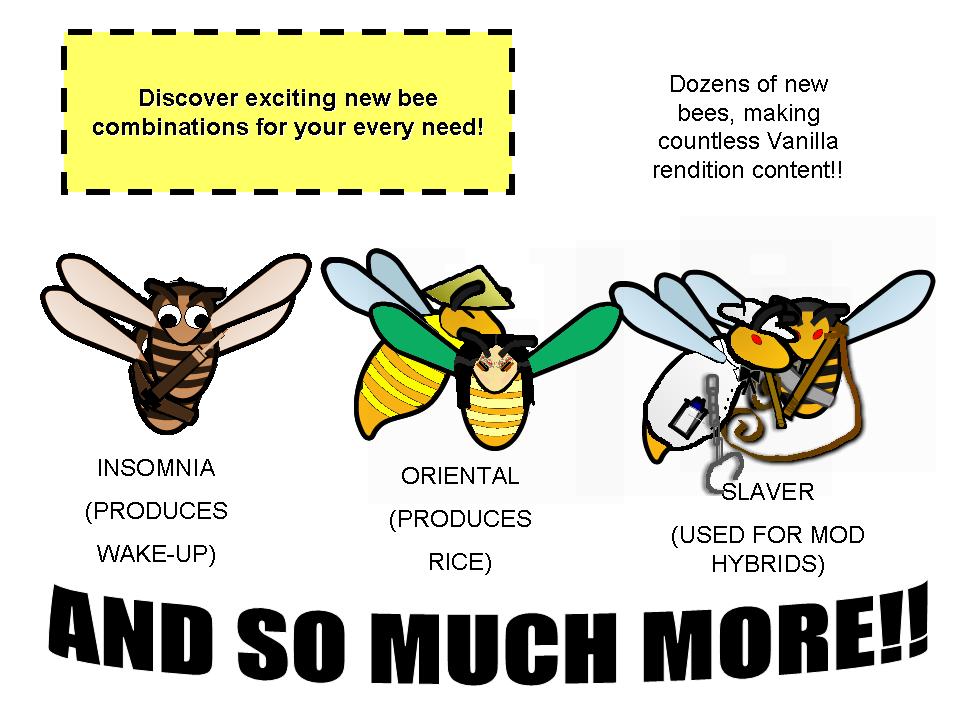 Discover exciting new bee
combinations for your every need!
Dozens of new
bees, making
countless Vanilla
rendition content!!
INSOMNIA
(PRODUCES
WAKE-UP)
ORIENTAL
(PRODUCES
RICE)
SLAVER
(USED FOR MOD
HYBRIDS)
AND SO MUCH MORE!!